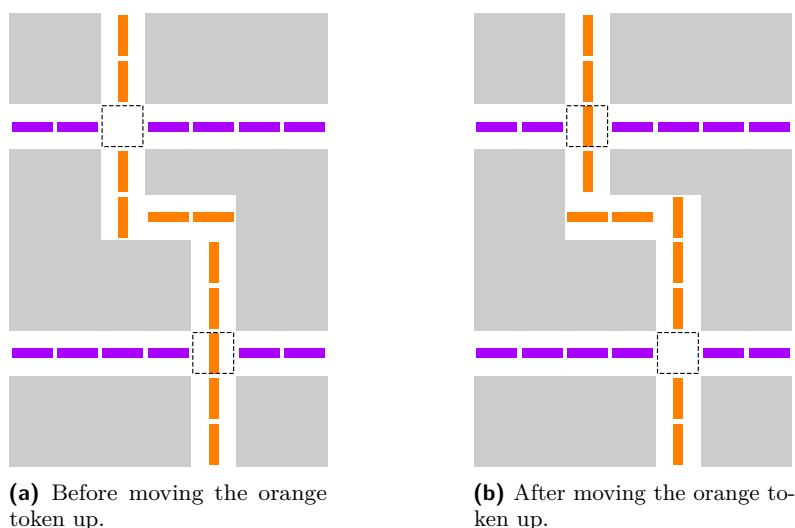 (a) Before moving the orange
token up.
(b) After moving the orange to-
ken up.